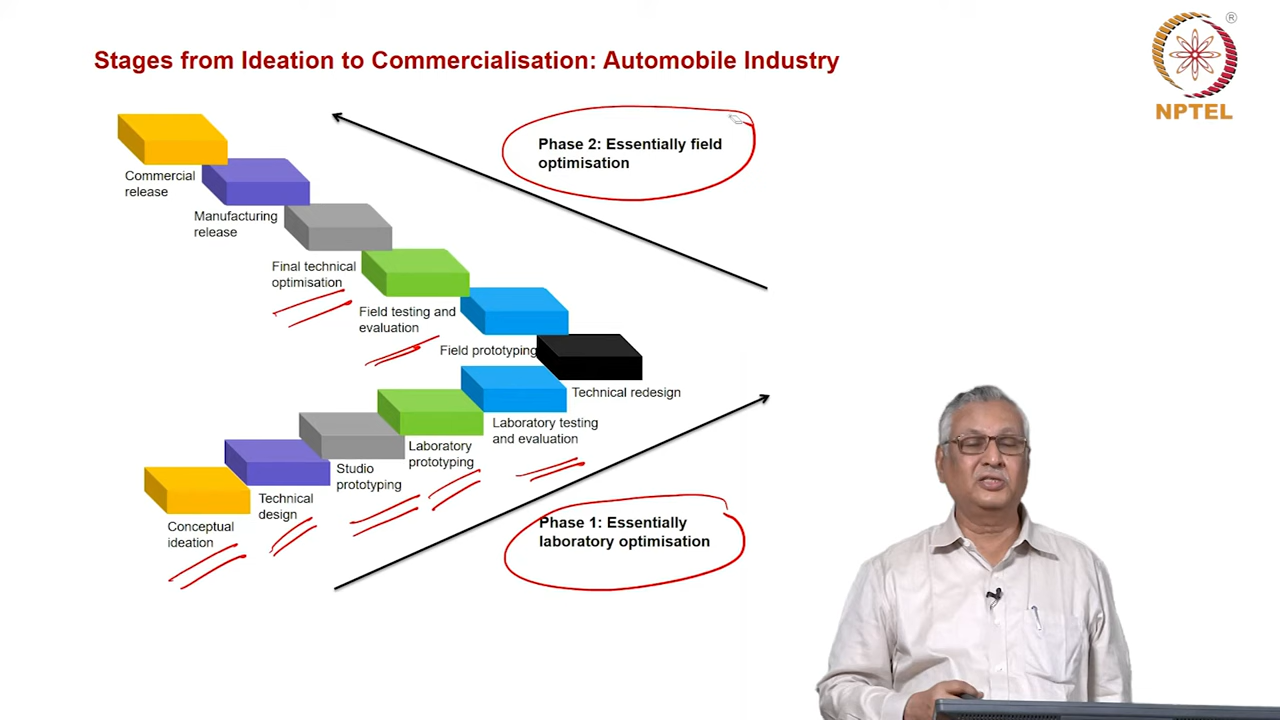 Stages from Ideation to Commercialisation: Automobile Industry
®
NPTEL
Phase 2: Essentially field
optimisation
Commercial
release
Manufacturing
release
Final technical
optimisation
Field testing and
evaluation
Field prototyping
Technical redesign
Laboratory testing
and evaluation
Laboratory
prototyping
Studio
prototyping
Technical
design
Conceptual
ideation
Phase 1: Essentially
laboratory optimisation